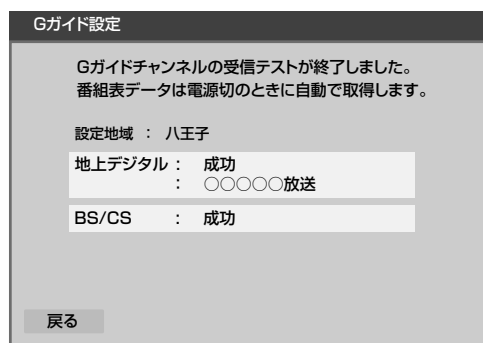 Gガイド設定
Gガイドチャンネルの受信テストが終了しました。
番組表データは電源切のときに自動で取得します。
設定地域 : 八王子
地上デジタル : 成功
: ○○○○○放送
BS/CS : 成功
戻る